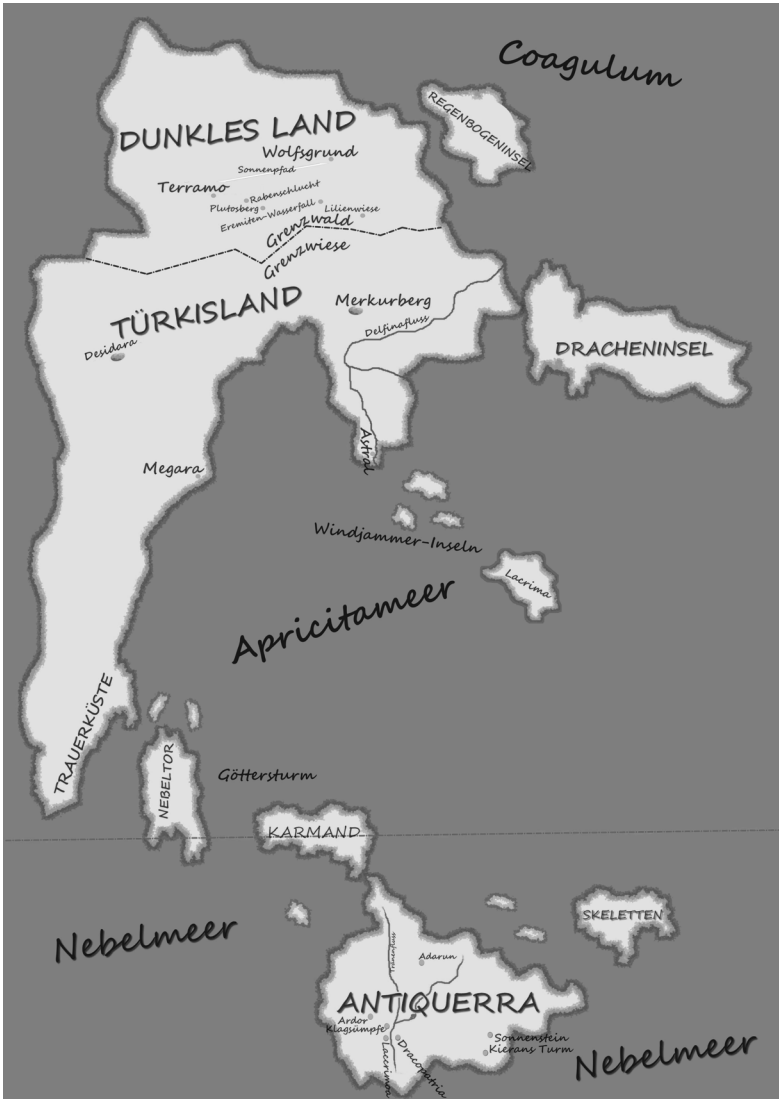 Coagulum
REGENBOGENINSEL
DUNKLES LAND
Wolfsgrund
Sonnenpfad
Terramo
Rabenschlucht
Plutosberg
Lilienwiese
Eremiten-Wasserfall
Grenzwald
Grenzwiese
TÜRKISLAND
Merkurberg
Delfinafluss
Desidara
DRACHENINSEL
Astral
Megara
Windjammer-Inseln
Lacrima
Apricitameer
TRAUERKÜSTE
NEBELTOR
Göttersturm
KARMAND
Nebelmeer
SKELETTEN
Tränenfluss
Adarun
ANTIQUERRA
Ardor
Klagsümpfe
Sonnenstein
Kierans Turm
Dracopatria
Nebelmeer